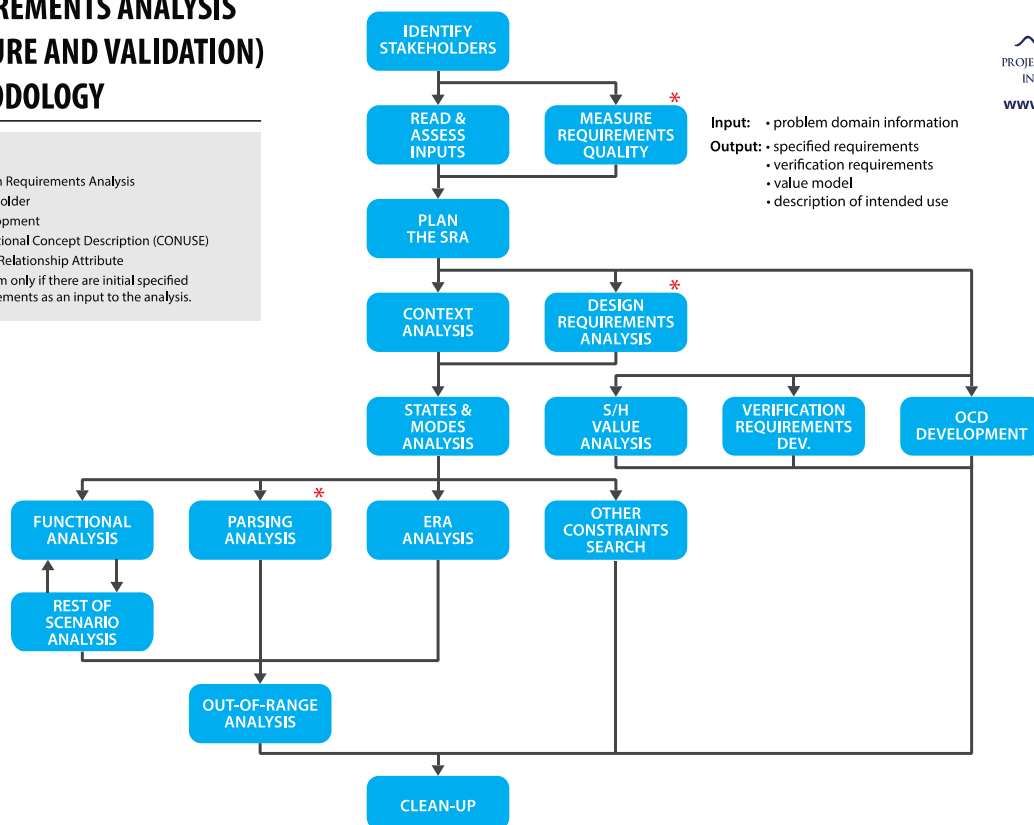 REMENTS ANALYSIS
URE AND VALIDATION)
ODOLOGY
n Requirements Analysis
older
opment
tional Concept Description (CONUSE)
Relationship Attribute
m only if there are initial specified
ements as an input to the analysis.
IDENTIFY
STAKEHOLDERS
READ &
ASSESS
INPUTS
*
MEASURE
REQUIREMENTS
QUALITY
Input: • problem domain information
Output: • specified requirements
• verification requirements
• value model
• description of intended use
PROJE
IN
www
PLAN
THE SRA
CONTEXT
ANALYSIS
*
DESIGN
REQUIREMENTS
ANALYSIS
STATES &
MODES
ANALYSIS
S/H
VALUE
ANALYSIS
VERIFICATION
REQUIREMENTS
DEV.
OCD
DEVELOPMENT
FUNCTIONAL
ANALYSIS
*
PARSING
ANALYSIS
ERA
ANALYSIS
OTHER
CONSTRAINTS
SEARCH
REST OF
SCENARIO
ANALYSIS
OUT-OF-RANGE
ANALYSIS
CLEAN-UP